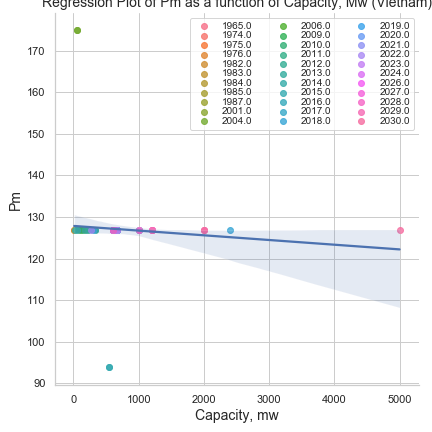 Regression Plot of Pm as a function of Capacity, Mw (Vietnam)
1965.0 2006.0 2019.0
1974.0 2009.0 2020.0
1975.0 2010.0 2021.0
1976.0 2011.0 2022.0
1982.0 2012.0 2023.0
1983.0 2013.0 2024.0
1984.0 2014.0 2026.0
1985.0 2015.0 2027.0
1987.0 2016.0 2028.0
2001.0 2017.0 2029.0
2004.0 2018.0 2030.0
170
160
150
140
130
120
110
100
90
Pm
0 1000 2000 3000 4000 5000
Capacity, mw